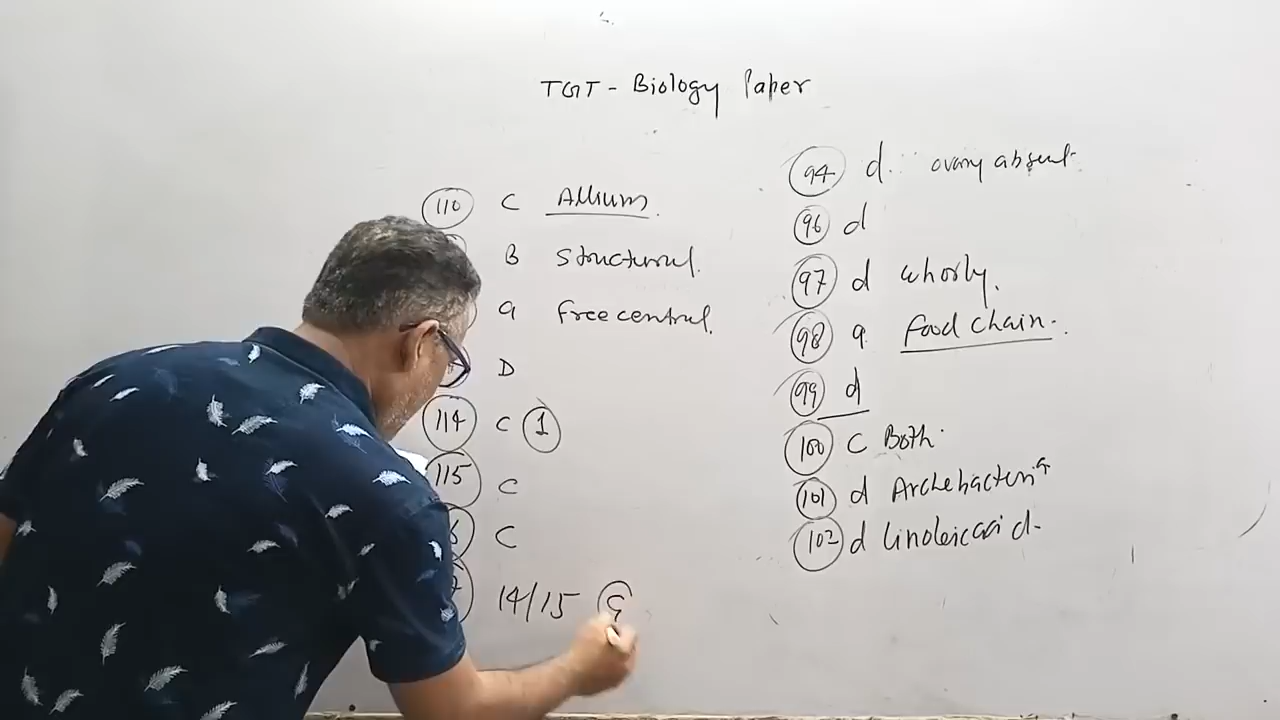 TGT - Biology Paper
110 C Allium.
B Structural.
a free central.
D
114 C 1
115 C
C
14/15
94 d. ∵ ovary absent.
96 d
97 d whorly.
98 a. food chain.
99 d
100 C Both.
101 d Archebacteria
102 d linoleic acid.